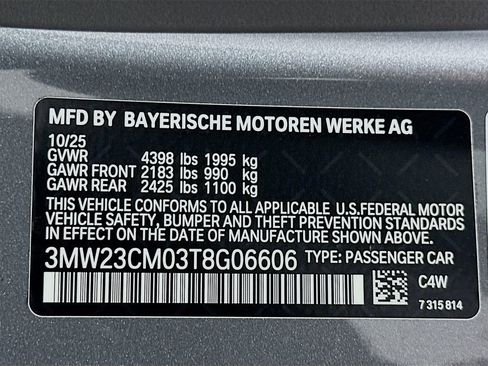 MFD BY BAYERISCHE MOTOREN WERKE AG
10/25
GVWR 4398 lbs 1995 kg
GAWR FRONT 2183 lbs 990 kg
GAWR REAR 2425 lbs 1100 kg
THIS VEHICLE CONFORMS TO ALL APPLICABLE U.S.FEDERAL MOTOR
VEHICLE SAFETY, BUMPER AND THEFT PREVENTION STANDARDS
IN EFFECT ON THE DATE OF MANUFACTURE SHOWN ABOVE.
3MW23CM03T8G06606 TYPE: PASSENGER CAR
C4W
7 315 814